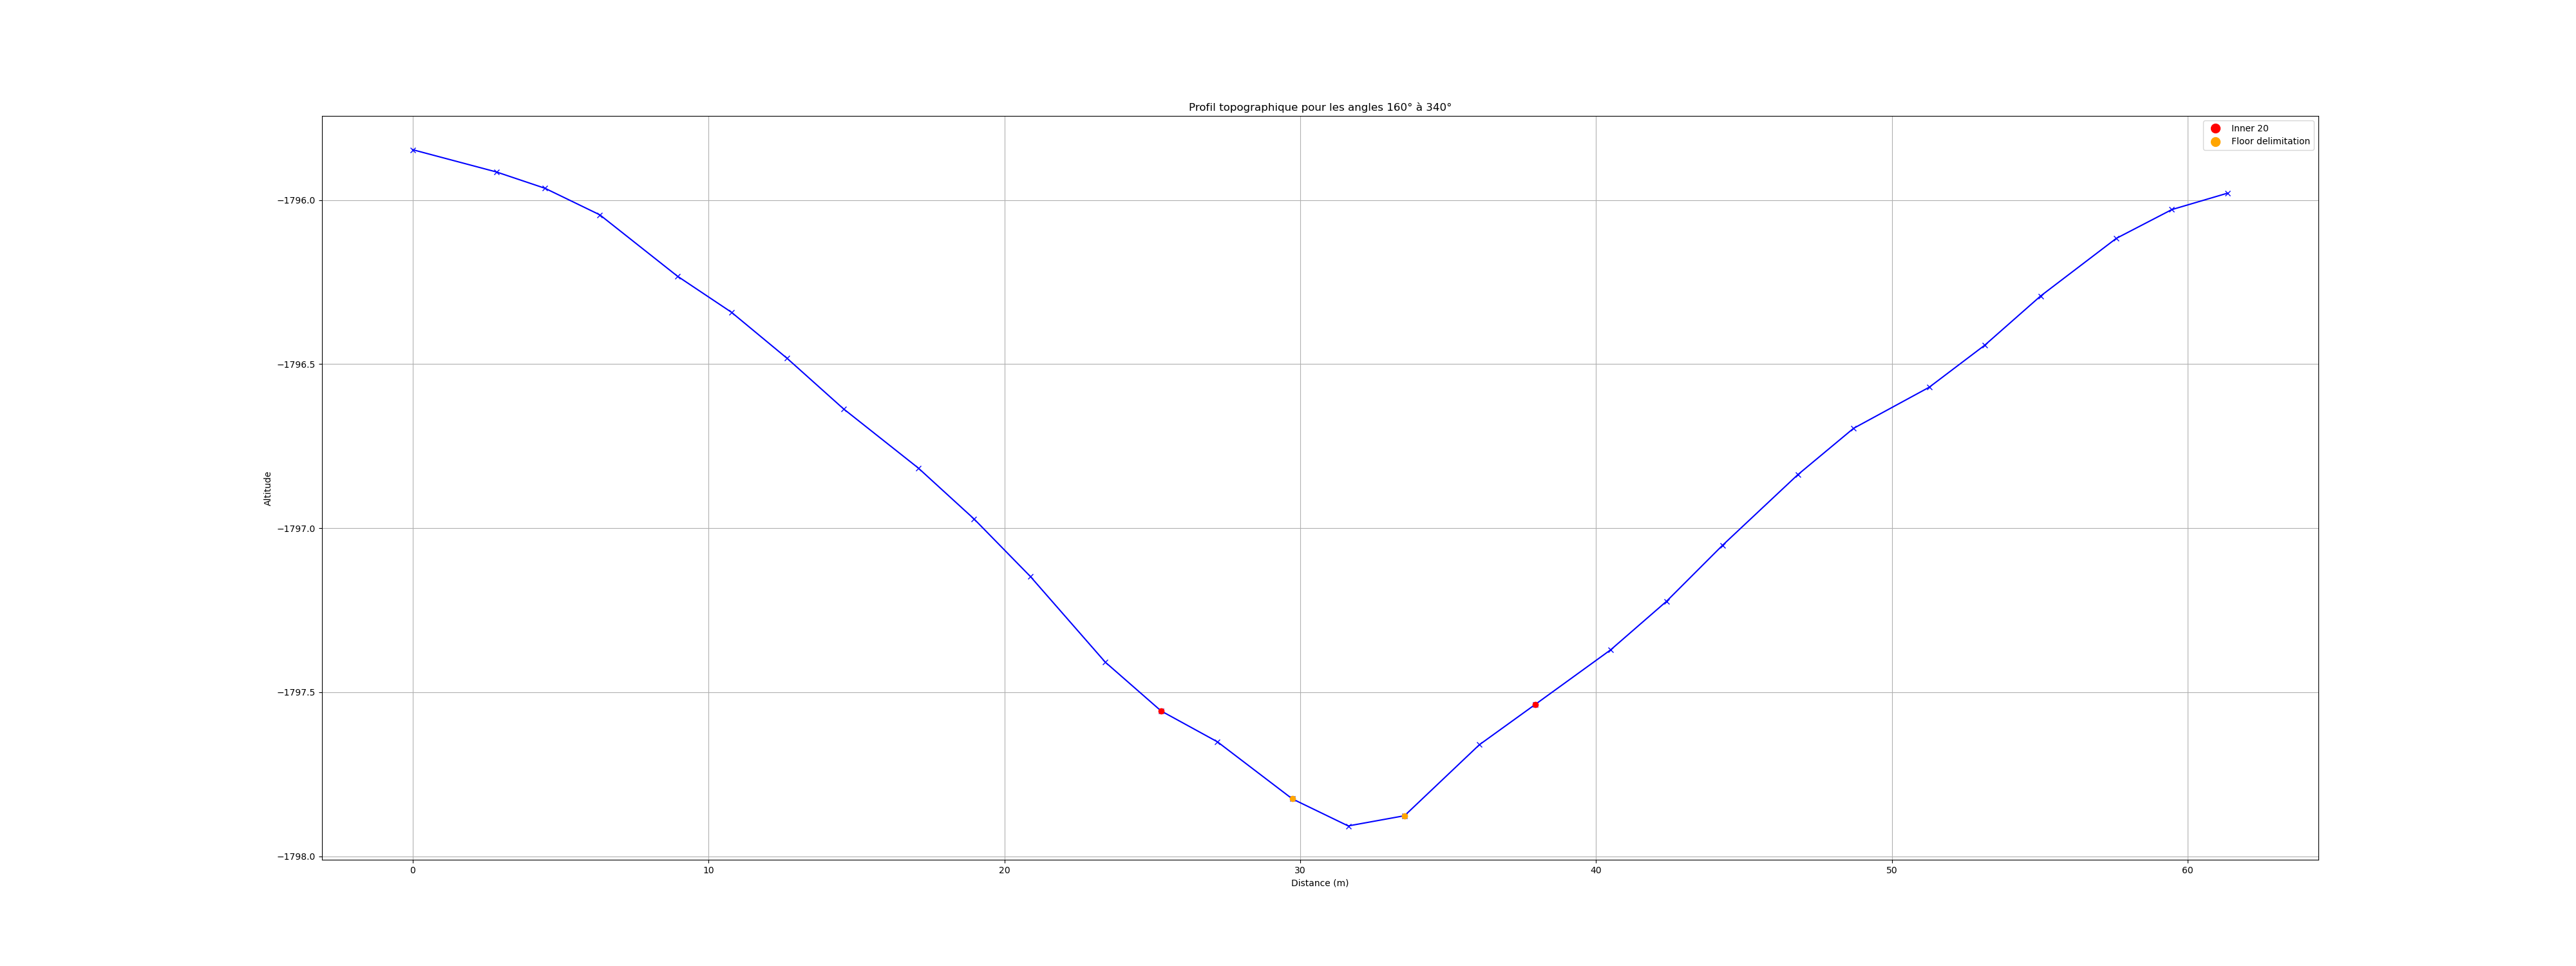 Profil topographique pour les angles 160° à 340°
Inner 20
Floor delimitation
−1796.0
−1796.5
−1797.0
−1797.5
−1798.0
Altitude
0 10 20 30 40 50 60
Distance (m)